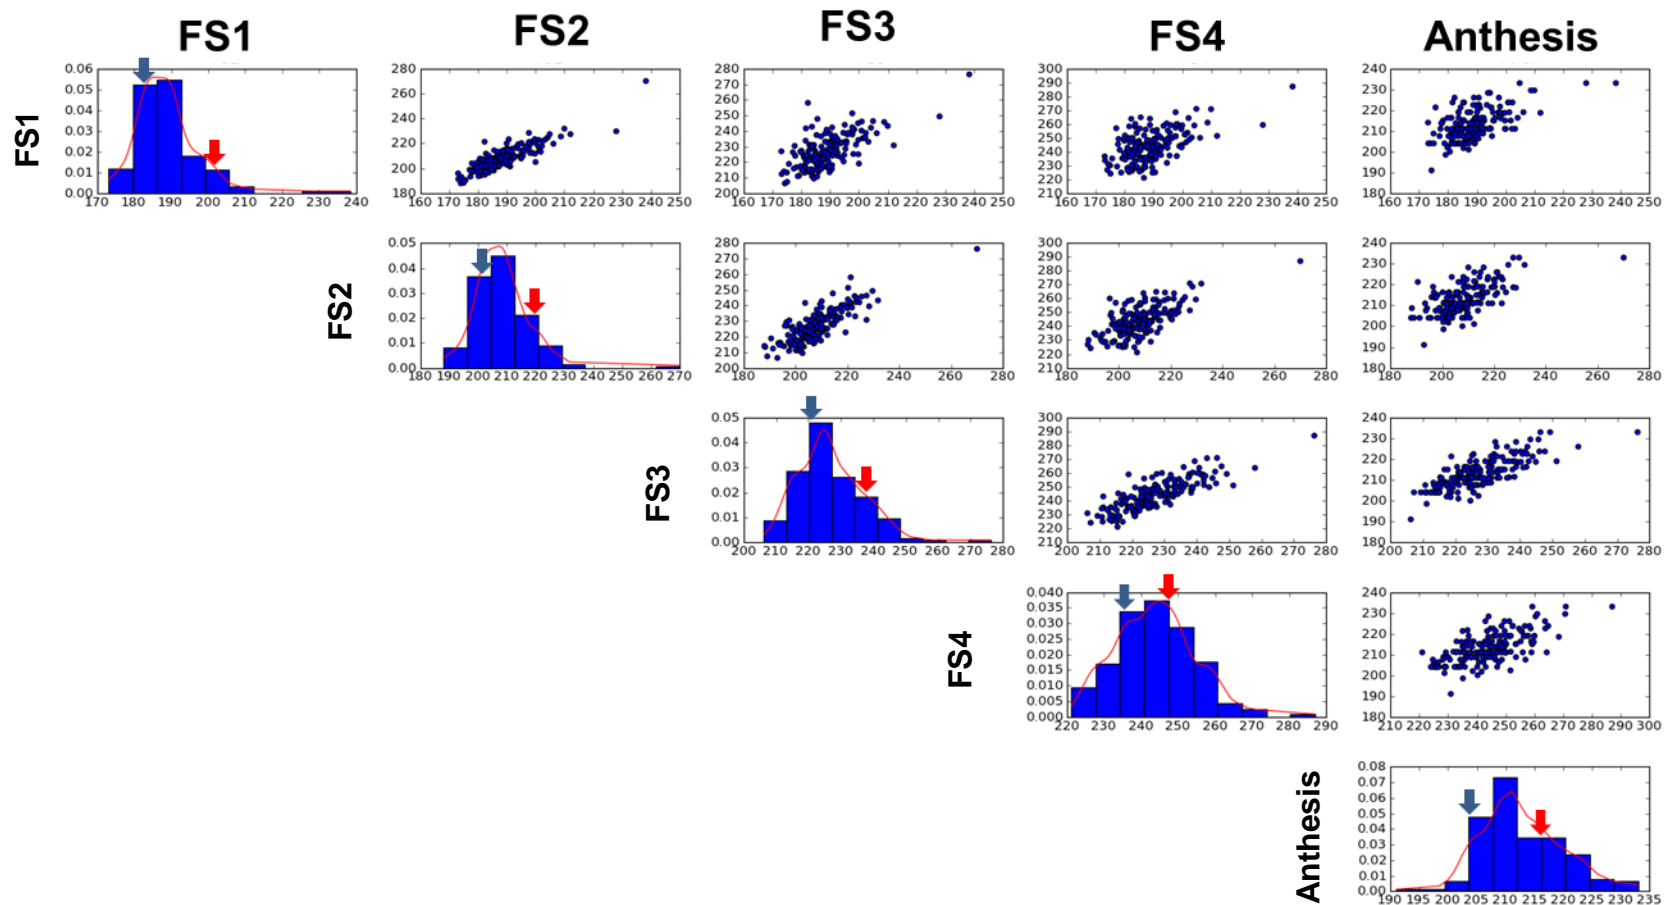 FS1 FS2 FS3 FS4 Anthesis
FS1
0.06 0.05 0.04 0.03 0.02 0.01 0.00
170 180 190 200 210 220 230 240
280 260 240 220 200 180
160 170 180 190 200 210 220 230 240 250
280 270 260 250 240 230 220 210 200
160 170 180 190 200 210 220 230 240 250
300 290 280 270 260 250 240 230 220 210
160 170 180 190 200 210 220 230 240 250
240 230 220 210 200 190 180
160 170 180 190 200 210 220 230 240 250
FS2
0.05 0.04 0.03 0.02 0.01 0.00
180 190 200 210 220 230 240 250 260 270
280 270 260 250 240 230 220 210 200
180 200 220 240 260 280
300 290 280 270 260 250 240 230 220 210
180 200 220 240 260 280
240 230 220 210 200 190 180
180 200 220 240 260 280
FS3
0.05 0.04 0.03 0.02 0.01 0.00
200 210 220 230 240 250 260 270 280
300 290 280 270 260 250 240 230 220 210
200 210 220 230 240 250 260 270 280
240 230 220 210 200 190 180
200 210 220 230 240 250 260 270 280
FS4
0.040 0.035 0.030 0.025 0.020 0.015 0.010 0.005 0.000
220 230 240 250 260 270 280 290
240 230 220 210 200 190 180
210 220 230 240 250 260 270 280 290 300
Anthesis
0.08 0.07 0.06 0.05 0.04 0.03 0.02 0.01 0.00
190 195 200 205 210 215 220 225 230 235